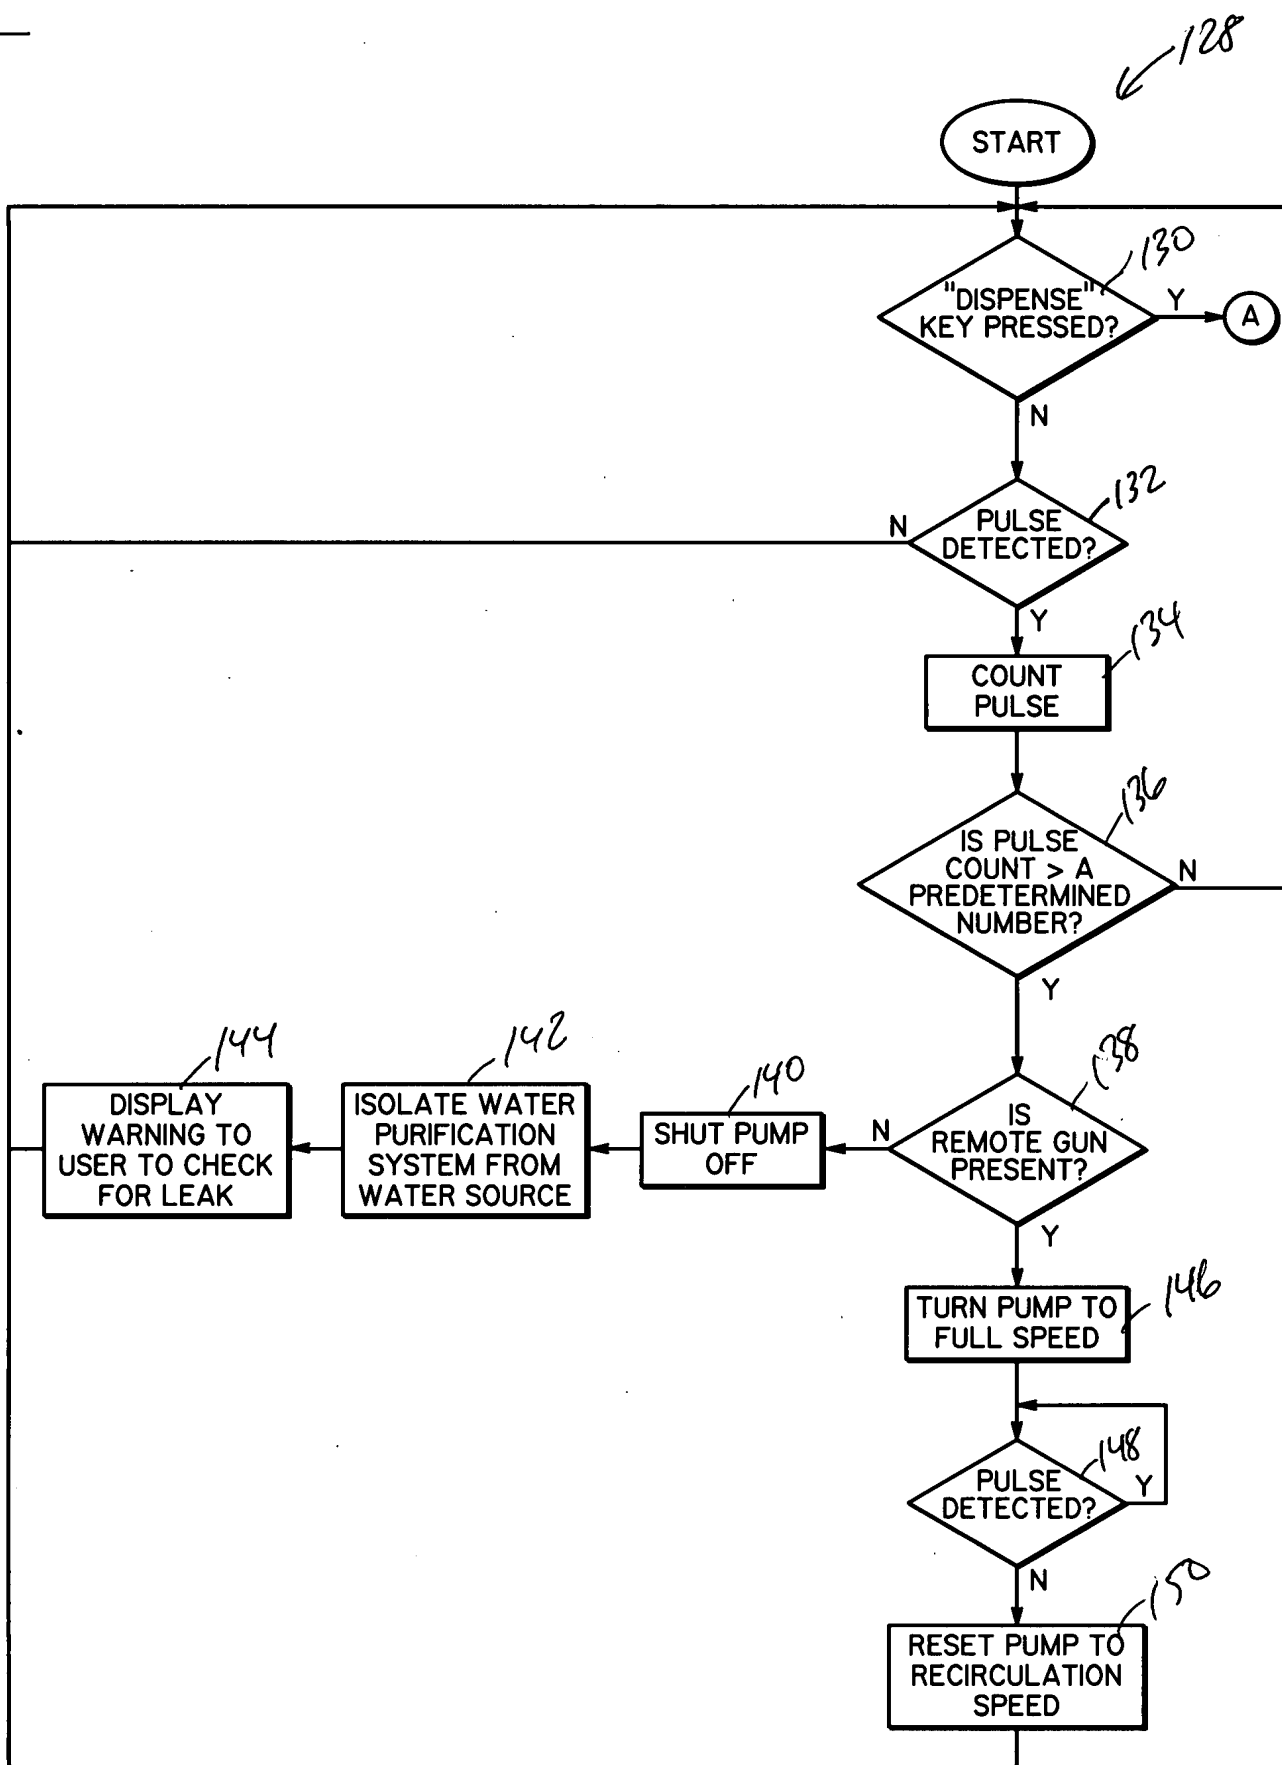 128
START
130
"DISPENSE"
KEY PRESSED?
Y
A
N
132
PULSE
DETECTED?
N
Y
134
COUNT
PULSE
136
IS PULSE
COUNT > A
PREDETERMINED
NUMBER?
N
Y
138
IS
REMOTE GUN
PRESENT?
N
140
SHUT PUMP
OFF
142
ISOLATE WATER
PURIFICATION
SYSTEM FROM
WATER SOURCE
144
DISPLAY
WARNING TO
USER TO CHECK
FOR LEAK
Y
146
TURN PUMP TO
FULL SPEED
148
PULSE
DETECTED?
Y
N
150
RESET PUMP TO
RECIRCULATION
SPEED